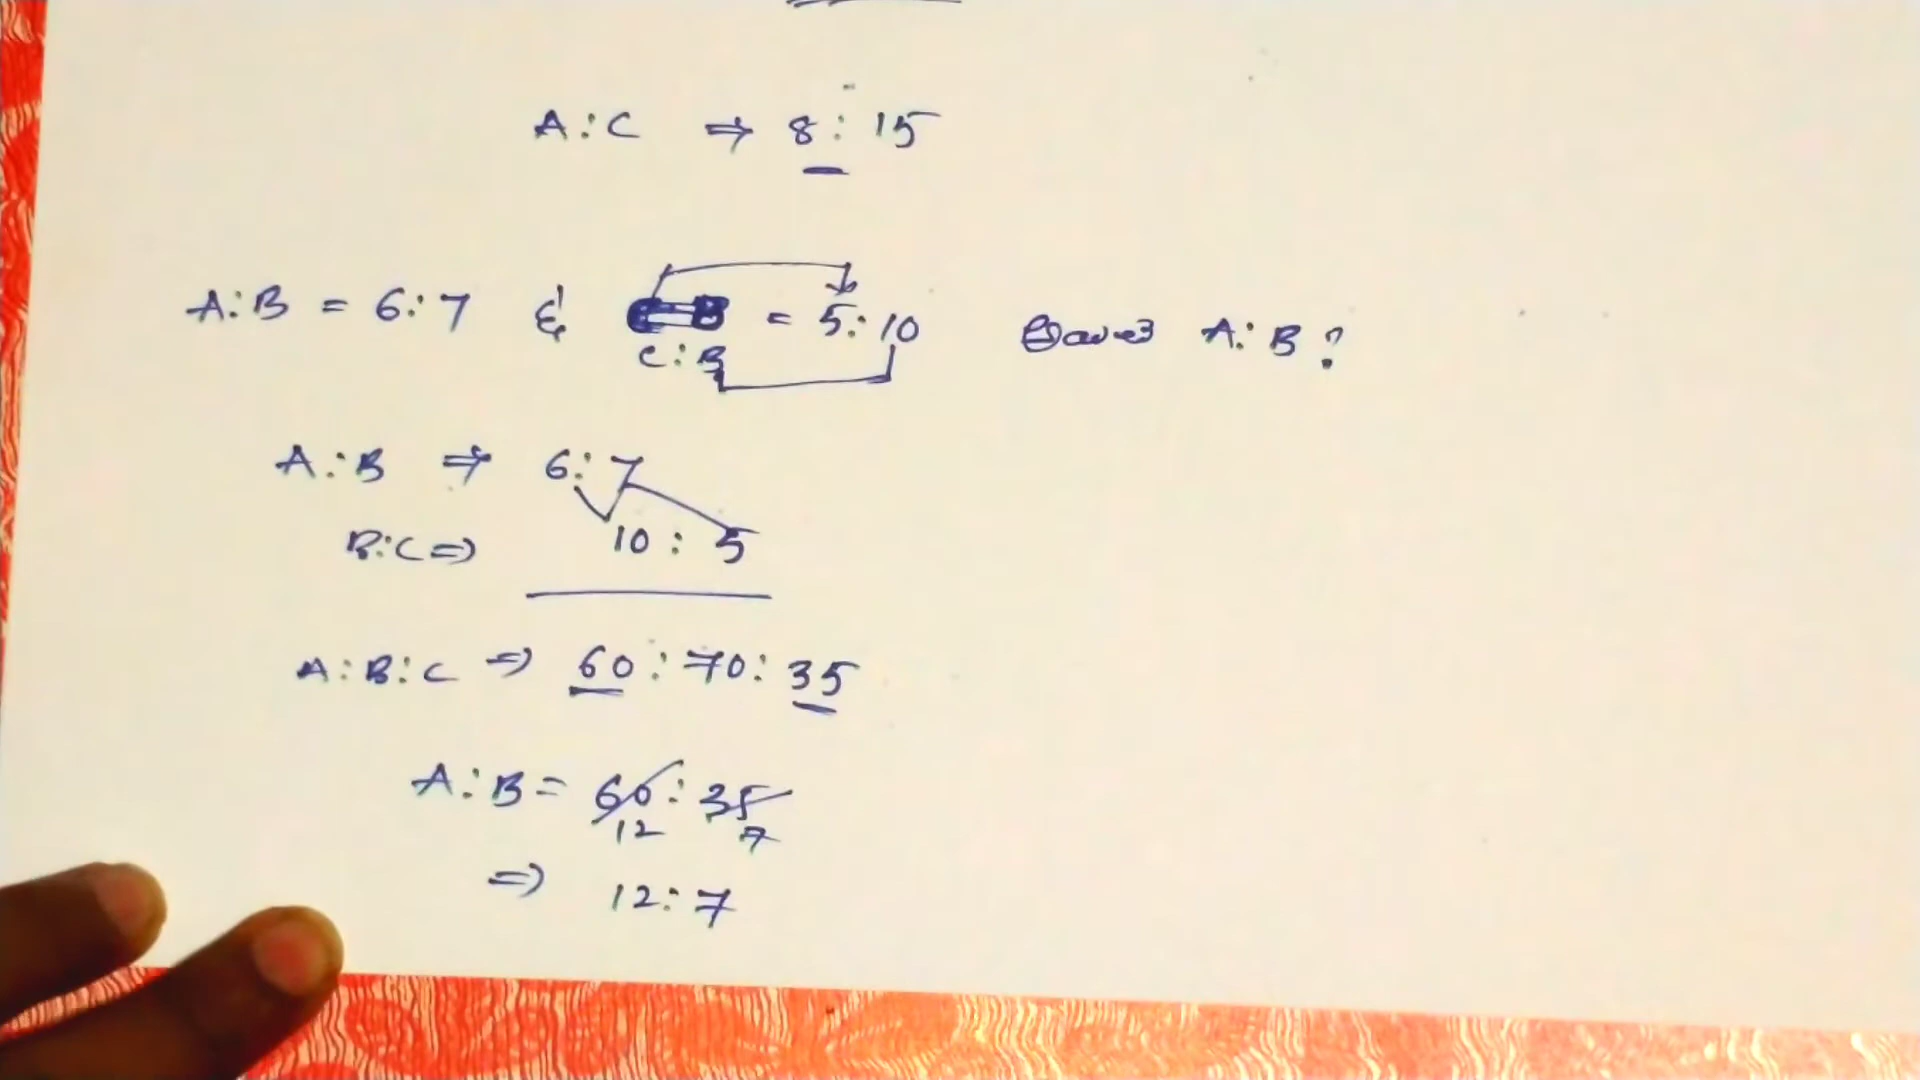 A:C ⇒ 8:15
A:B = 6:7 & = 5:10 A:B?
C:B
A:B ⇒ 6:7
B:C ⇒ 10:5
A:B:C ⇒ 60:70:35
A:B = 60:35
12 7
⇒ 12:7